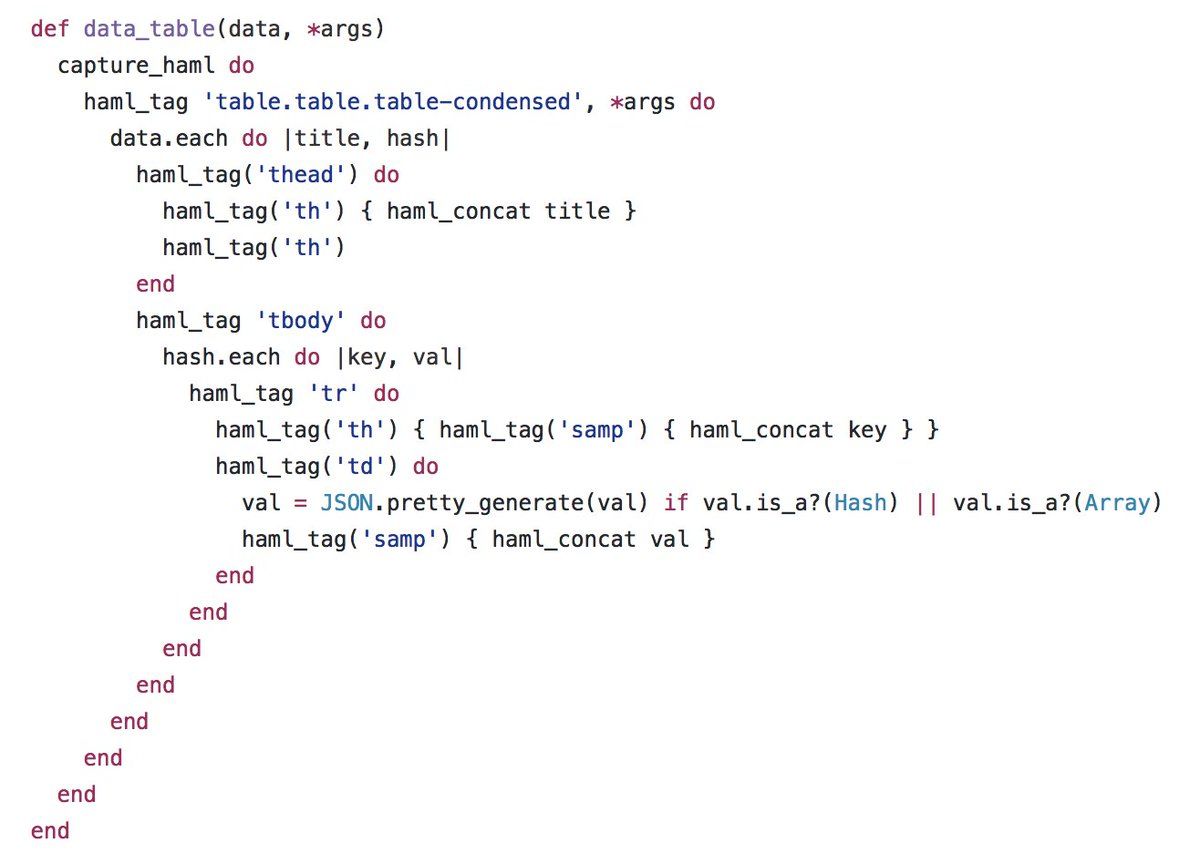 def data_table(data, *args)
  capture_haml do
    haml_tag 'table.table.table-condensed', *args do
      data.each do |title, hash|
        haml_tag('thead') do
          haml_tag('th') { haml_concat title }
          haml_tag('th')
        end
        haml_tag 'tbody' do
          hash.each do |key, val|
            haml_tag 'tr' do
              haml_tag('th') { haml_tag('samp') { haml_concat key } }
              haml_tag('td') do
                val = JSON.pretty_generate(val) if val.is_a?(Hash) || val.is_a?(Array)
                haml_tag('samp') { haml_concat val }
              end
            end
          end
        end
      end
    end
  end
end